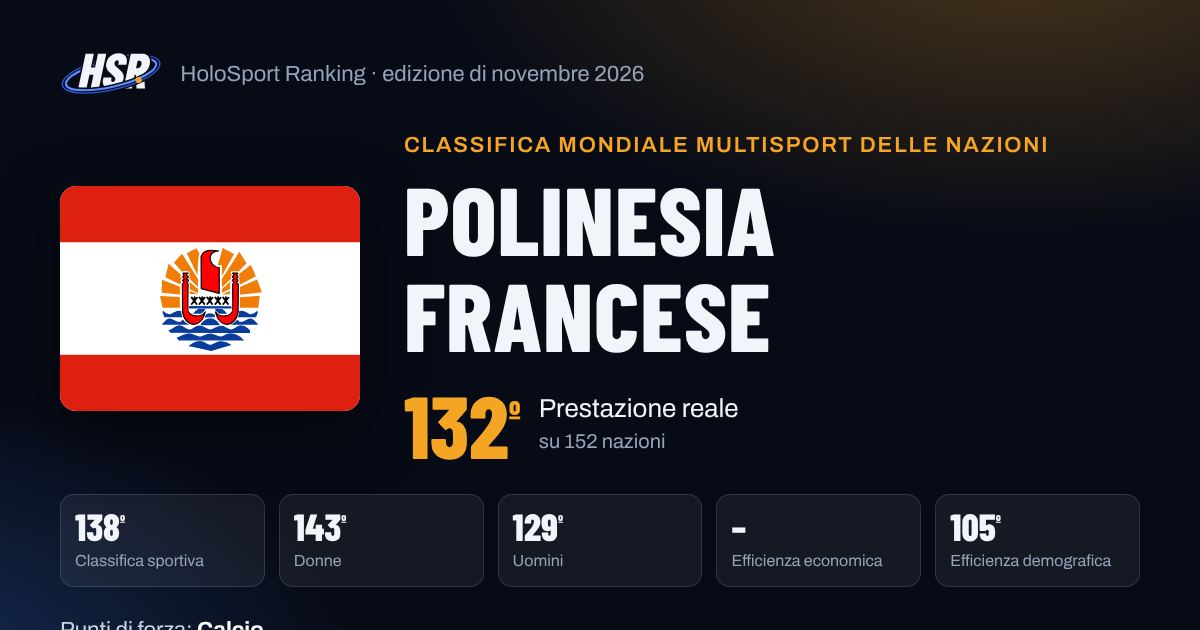 HSR
HoloSport Ranking · edizione di novembre 2026
CLASSIFICA MONDIALE MULTISPORT DELLE NAZIONI
POLINESIA
FRANCESE
132º
Prestazione reale
su 152 nazioni
138º
Classifica sportiva
143º
Donne
129º
Uomini
–
Efficienza economica
105º
Efficienza demografica
Punti di forza: Calcio